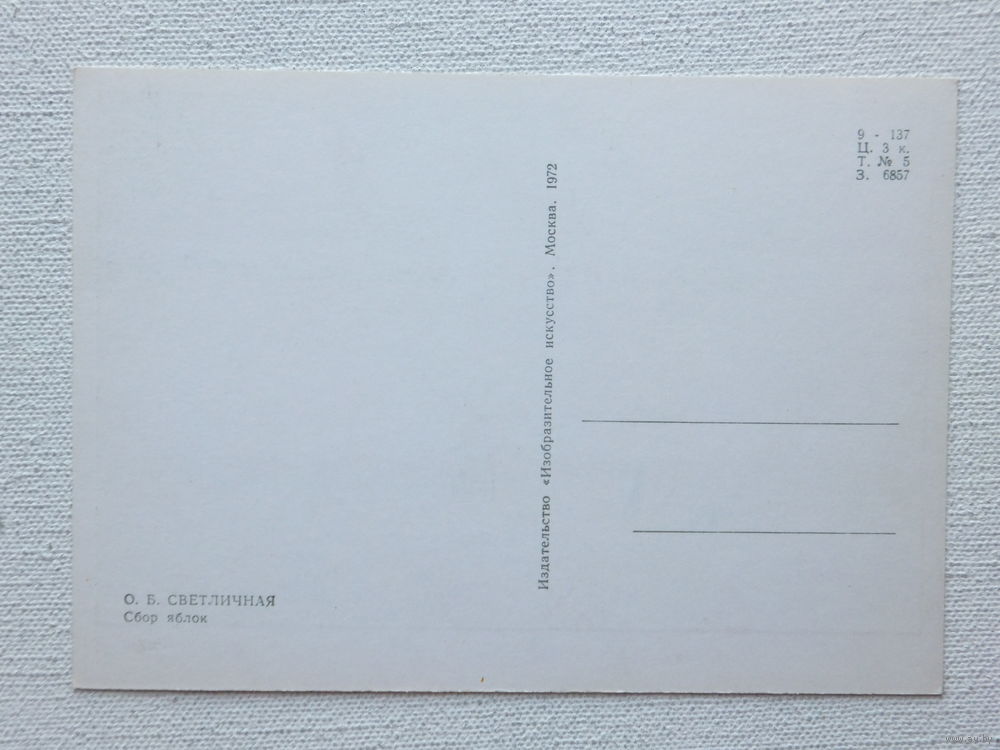 9 - 137
Ц. 3 к.
Т. № 5
З. 6857
Издательство «Изобразительное искусство». Москва. 1972
О. Б. СВЕТЛИЧНАЯ
Сбор яблок